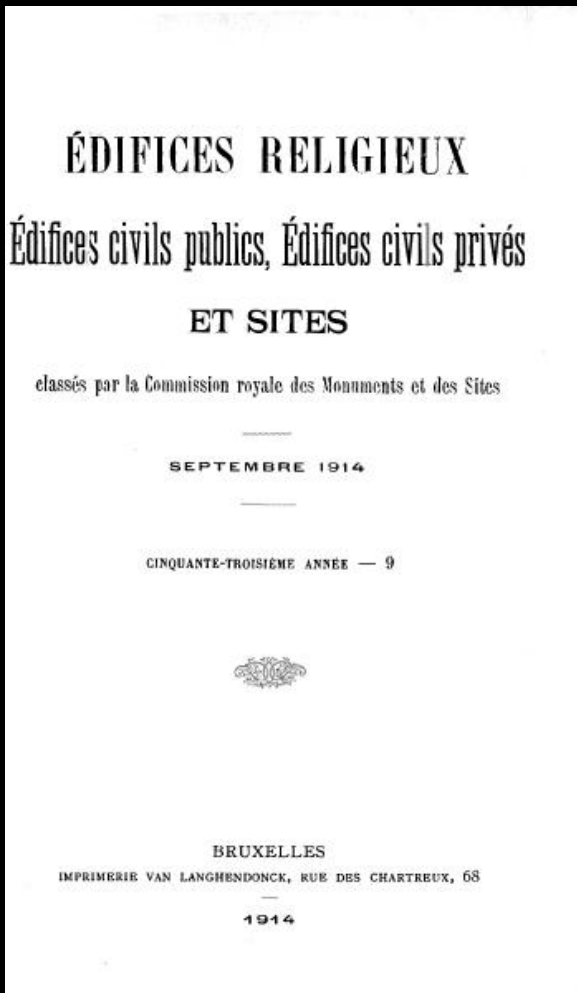 ÉDIFICES RELIGIEUX
Édifices civils publics, Édifices civils privés
ET SITES
classés par la Commission royale des Monuments et des Sites
SEPTEMBRE 1914
CINQUANTE-TROISIÈME ANNÉE — 9
BRUXELLES
IMPRIMERIE VAN LANGHENDONCK, RUE DES CHARTREUX, 68
1914